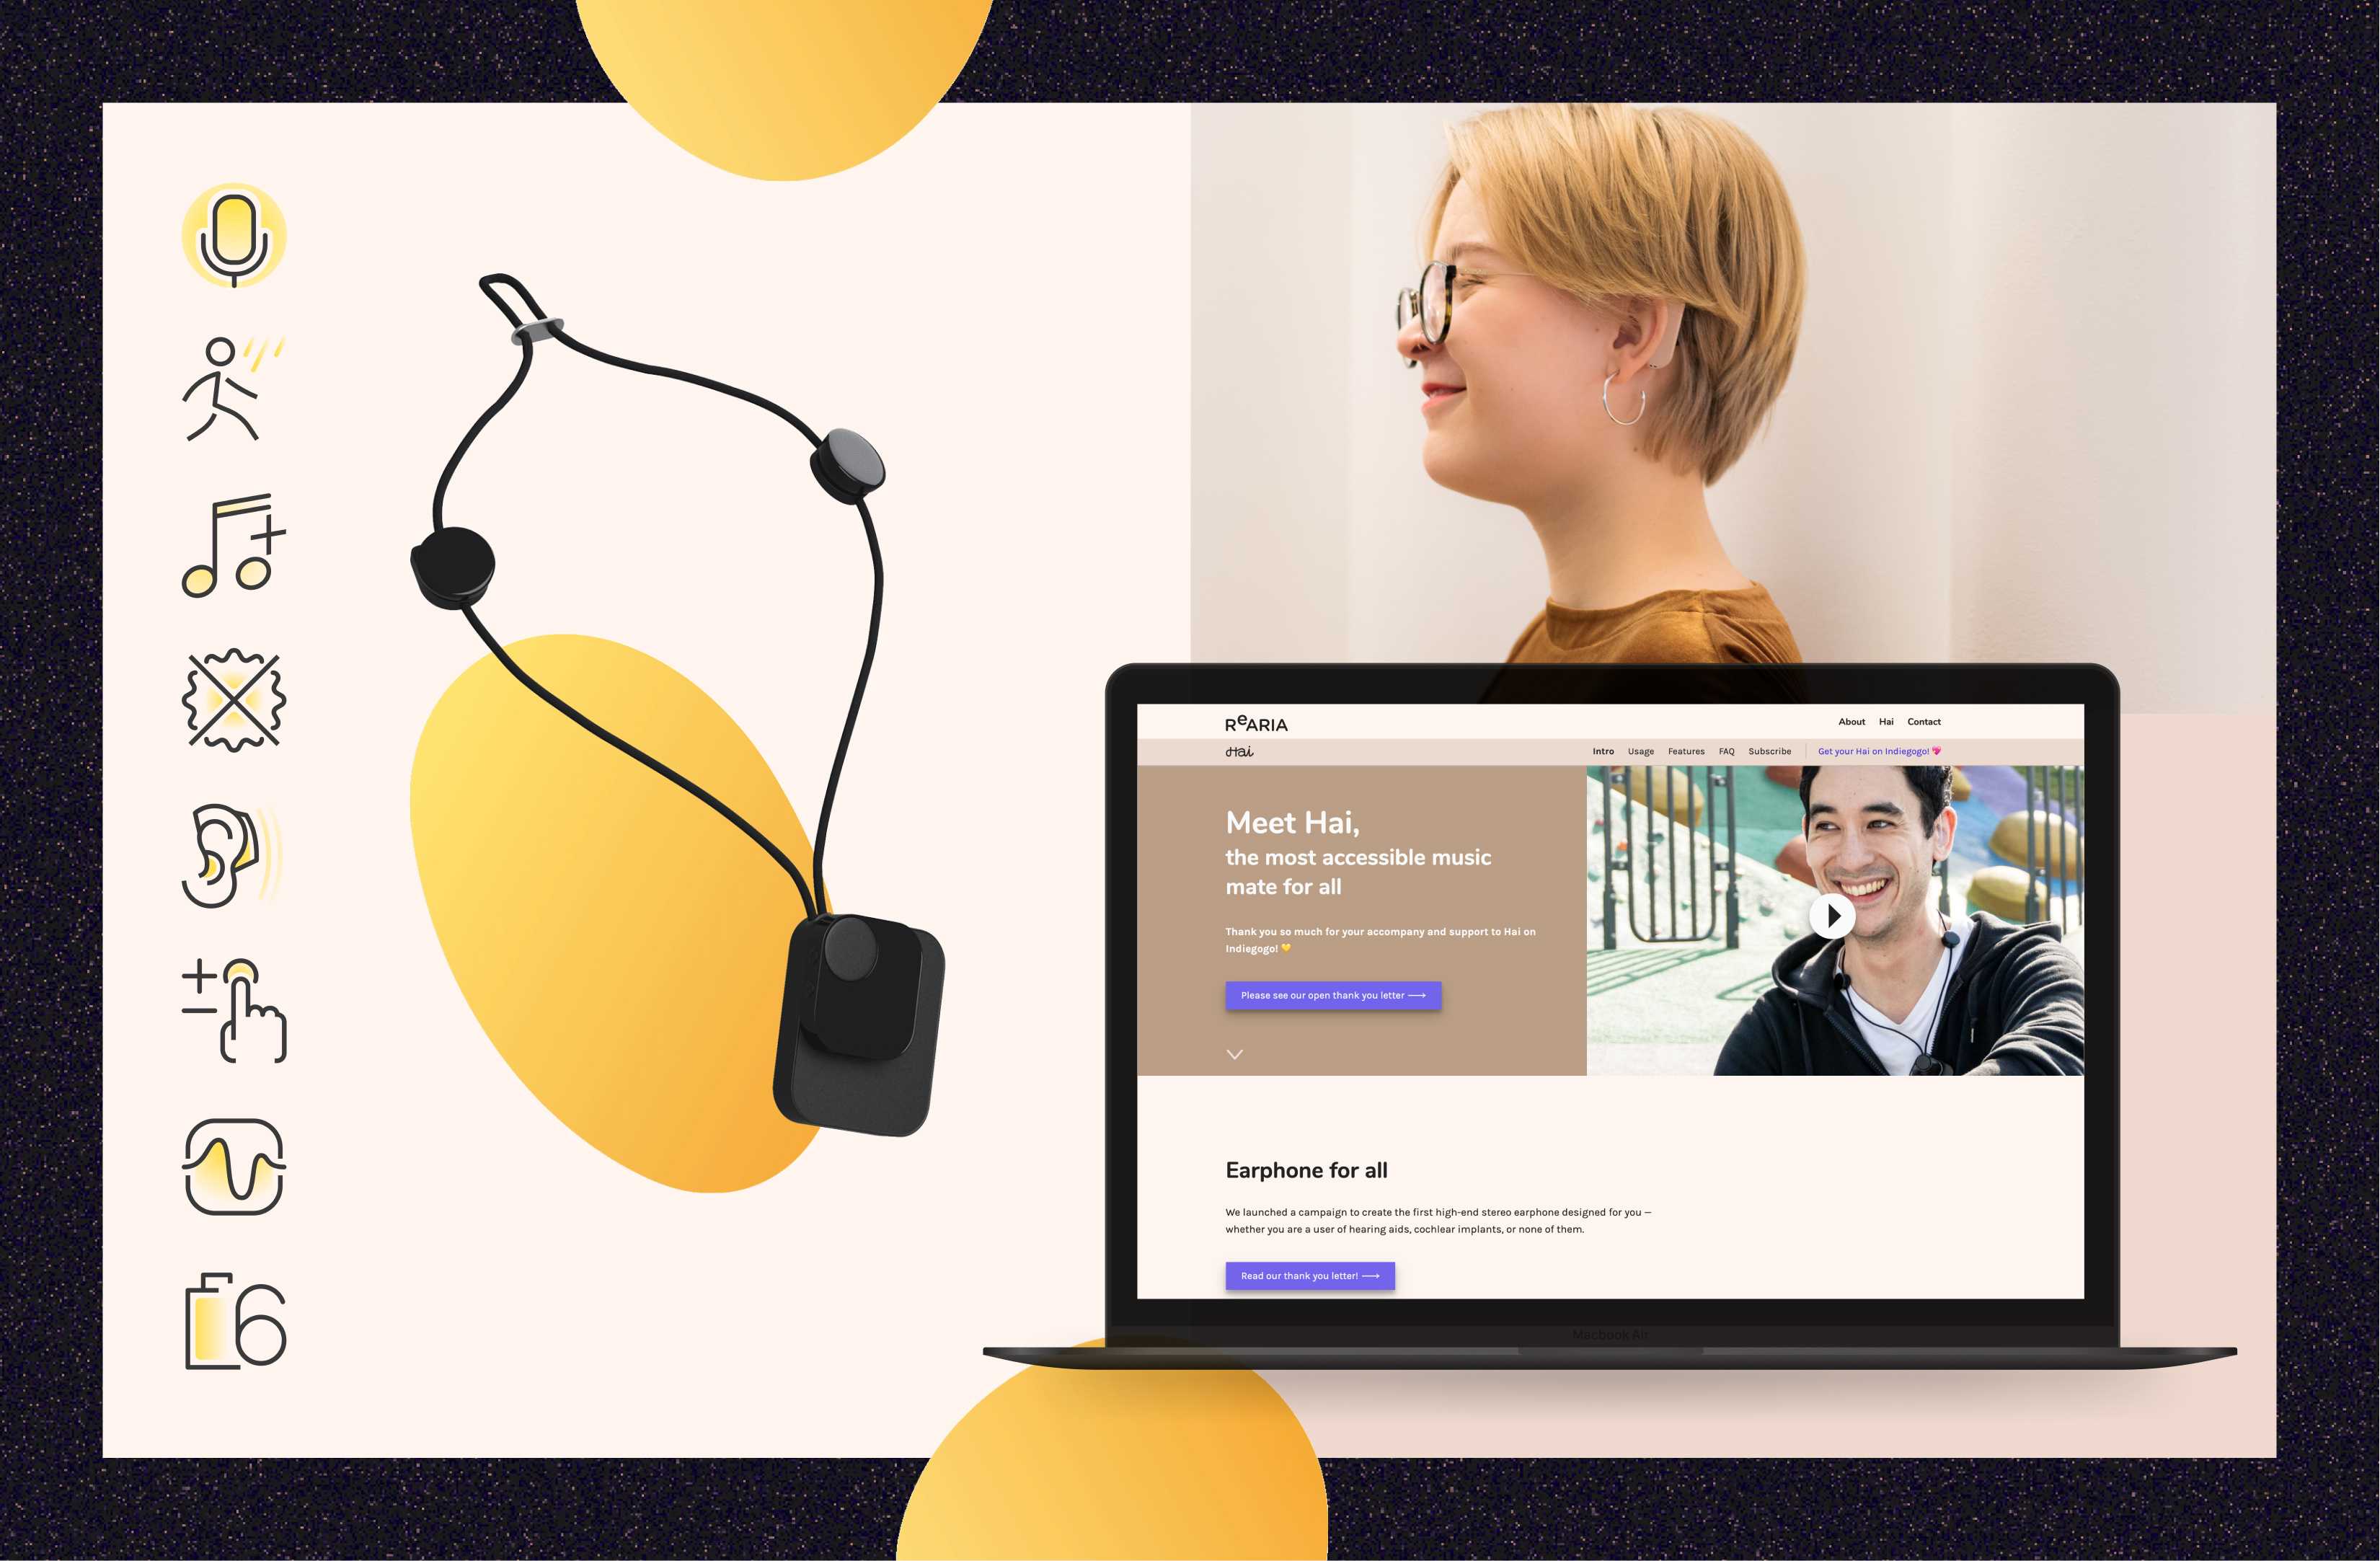 ReARIA
About Hai Contact
Hai
Intro Usage Features FAQ Subscribe Get your Hai on Indiegogo! 💖
Meet Hai,
the most accessible music
mate for all
Thank you so much for your accompany and support to Hai on
Indiegogo! 💛
Please see our open thank you letter ⟶
Earphone for all
We launched a campaign to create the first high-end stereo earphone designed for you —
whether you are a user of hearing aids, cochlear implants, or none of them.
Read our thank you letter! ⟶
Macbook Air
6